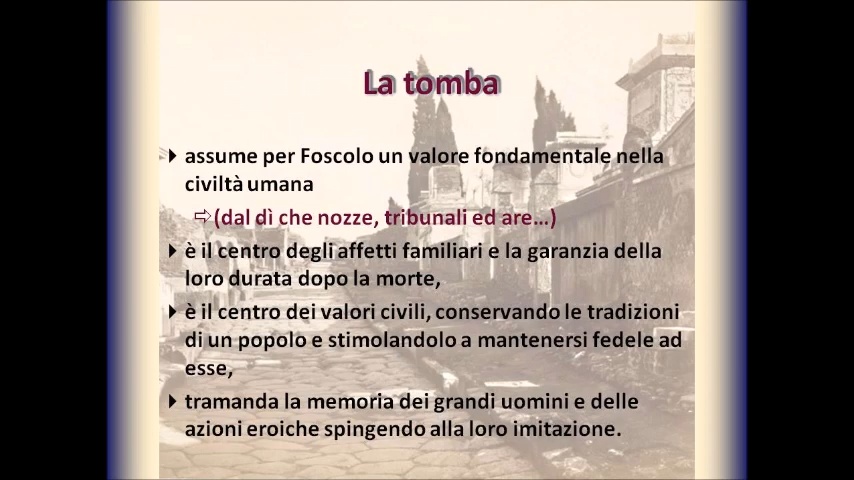 La tomba
assume per Foscolo un valore fondamentale nella
civiltà umana
(dal dì che nozze, tribunali ed are…)
è il centro degli affetti familiari e la garanzia della
loro durata dopo la morte,
è il centro dei valori civili, conservando le tradizioni
di un popolo e stimolandolo a mantenersi fedele ad
esse,
tramanda la memoria dei grandi uomini e delle
azioni eroiche spingendo alla loro imitazione.